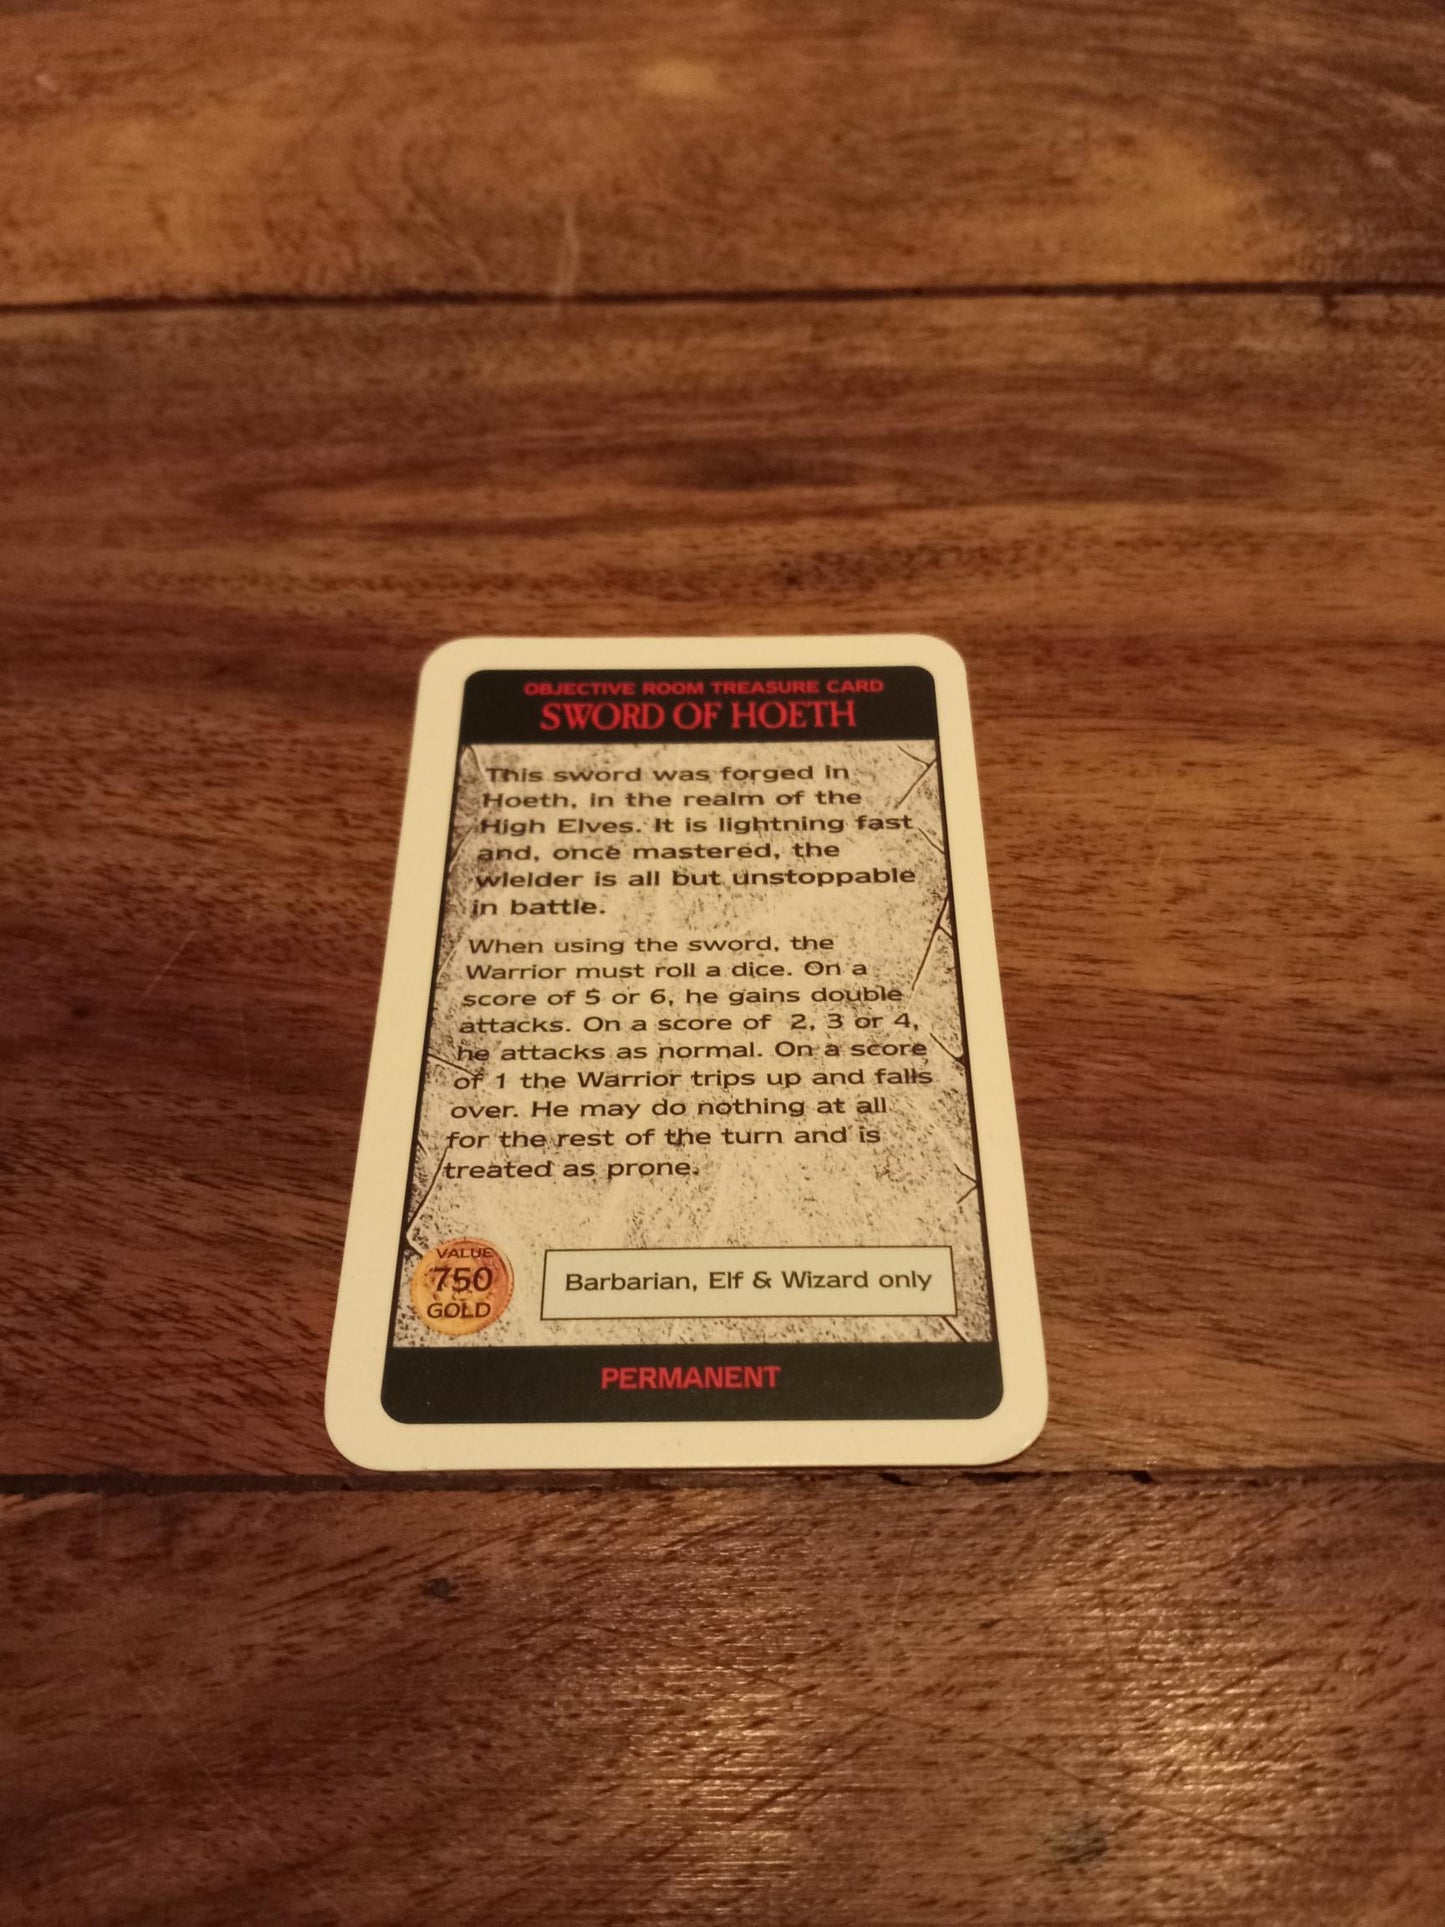 OBJECTIVE ROOM TREASURE CARD
SWORD OF HOETH
This sword was forged in
Hoeth, in the realm of the
High Elves. It is lightning fast
and, once mastered, the
wielder is all but unstoppable
in battle.
When using the sword, the
Warrior must roll a dice. On a
score of 5 or 6, he gains double
attacks. On a score of 2, 3 or 4,
he attacks as normal. On a score
of 1 the Warrior trips up and falls
over. He may do nothing at all
for the rest of the turn and is
treated as prone.
VALUE
750
GOLD
Barbarian, Elf & Wizard only
PERMANENT